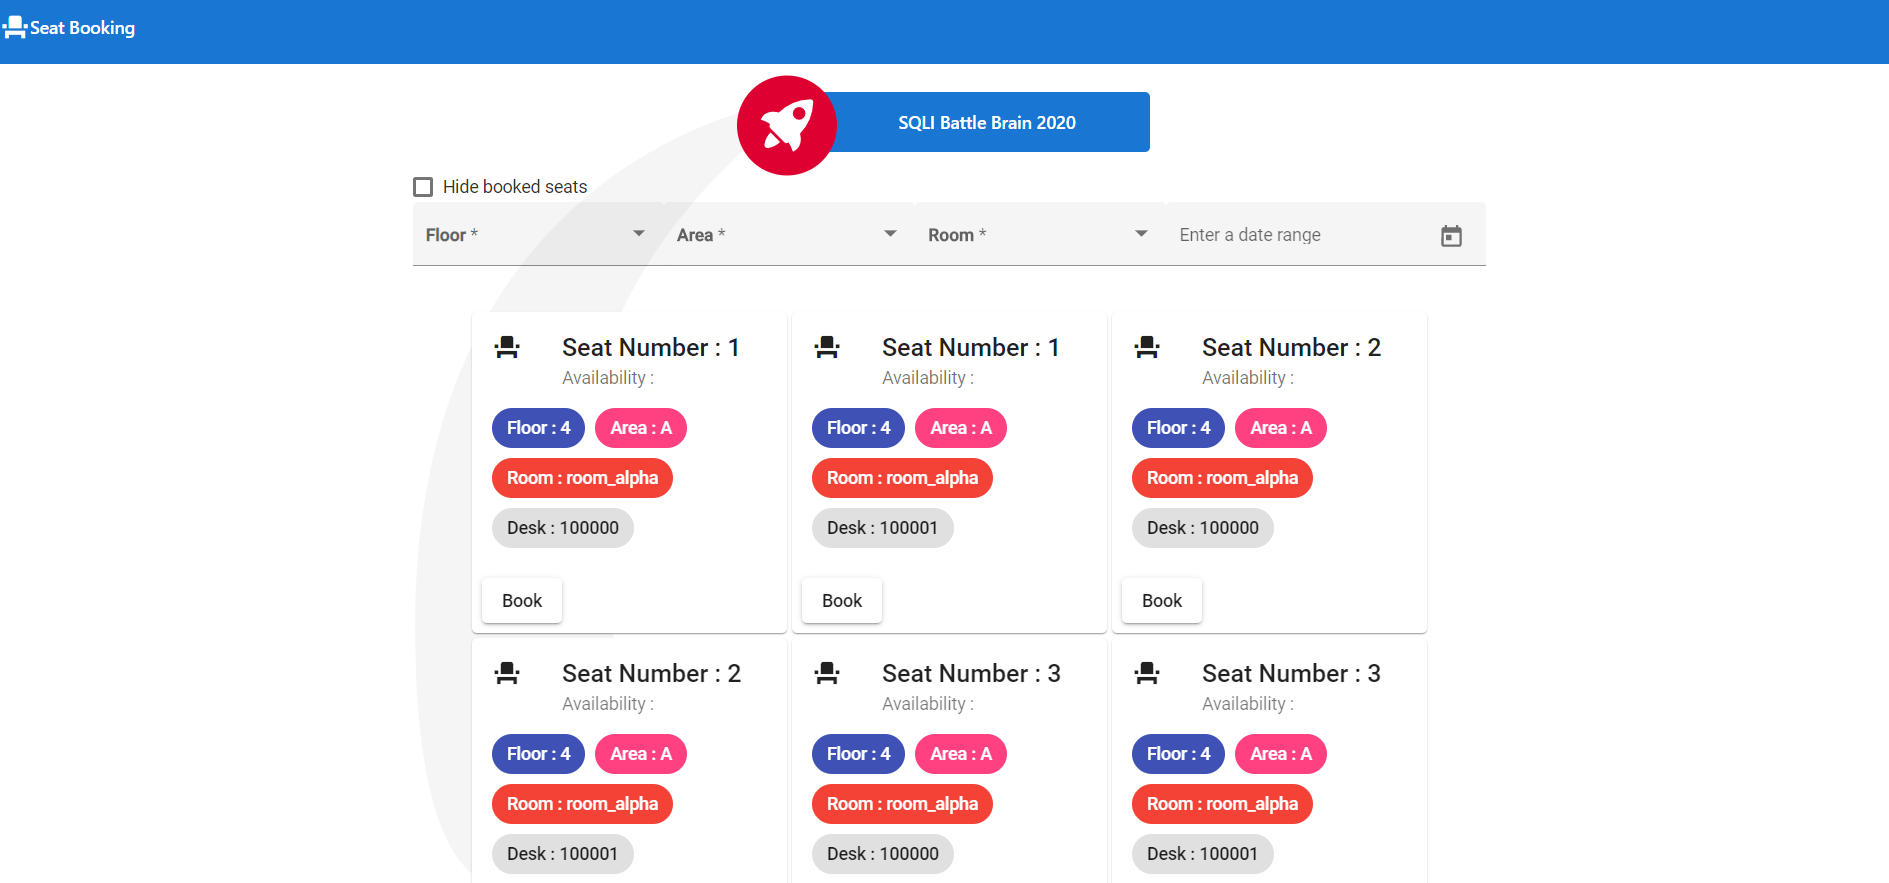 Seat Booking
SQLI Battle Brain 2020
Hide booked seats
Floor *
Area *
Room *
Enter a date range
Seat Number : 1
Availability :
Floor : 4
Area : A
Room : room_alpha
Desk : 100000
Book
Seat Number : 1
Availability :
Floor : 4
Area : A
Room : room_alpha
Desk : 100001
Book
Seat Number : 2
Availability :
Floor : 4
Area : A
Room : room_alpha
Desk : 100000
Book
Seat Number : 2
Availability :
Floor : 4
Area : A
Room : room_alpha
Desk : 100001
Seat Number : 3
Availability :
Floor : 4
Area : A
Room : room_alpha
Desk : 100000
Seat Number : 3
Availability :
Floor : 4
Area : A
Room : room_alpha
Desk : 100001